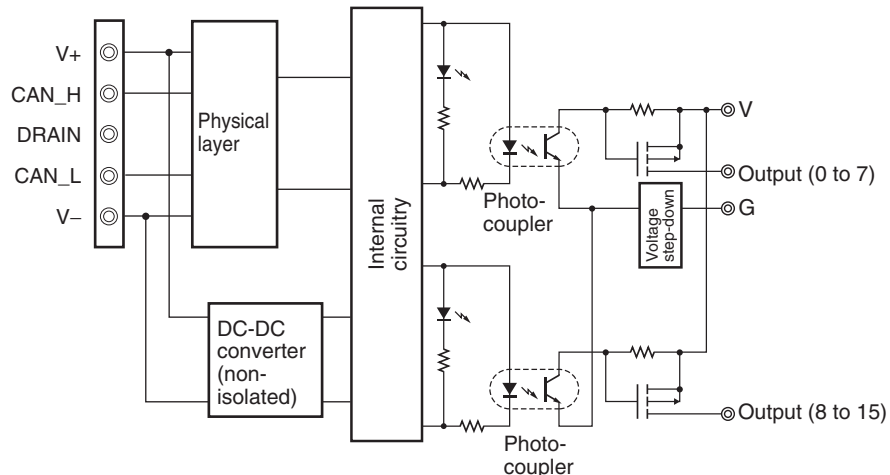 V+
CAN_H
DRAIN
CAN_L
V–
Physical
layer
DC-DC
converter
(non-
isolated)
Internal
circuitry
Photo-
coupler
Photo-
coupler
Voltage
step-down
V
Output (0 to 7)
G
Output (8 to 15)